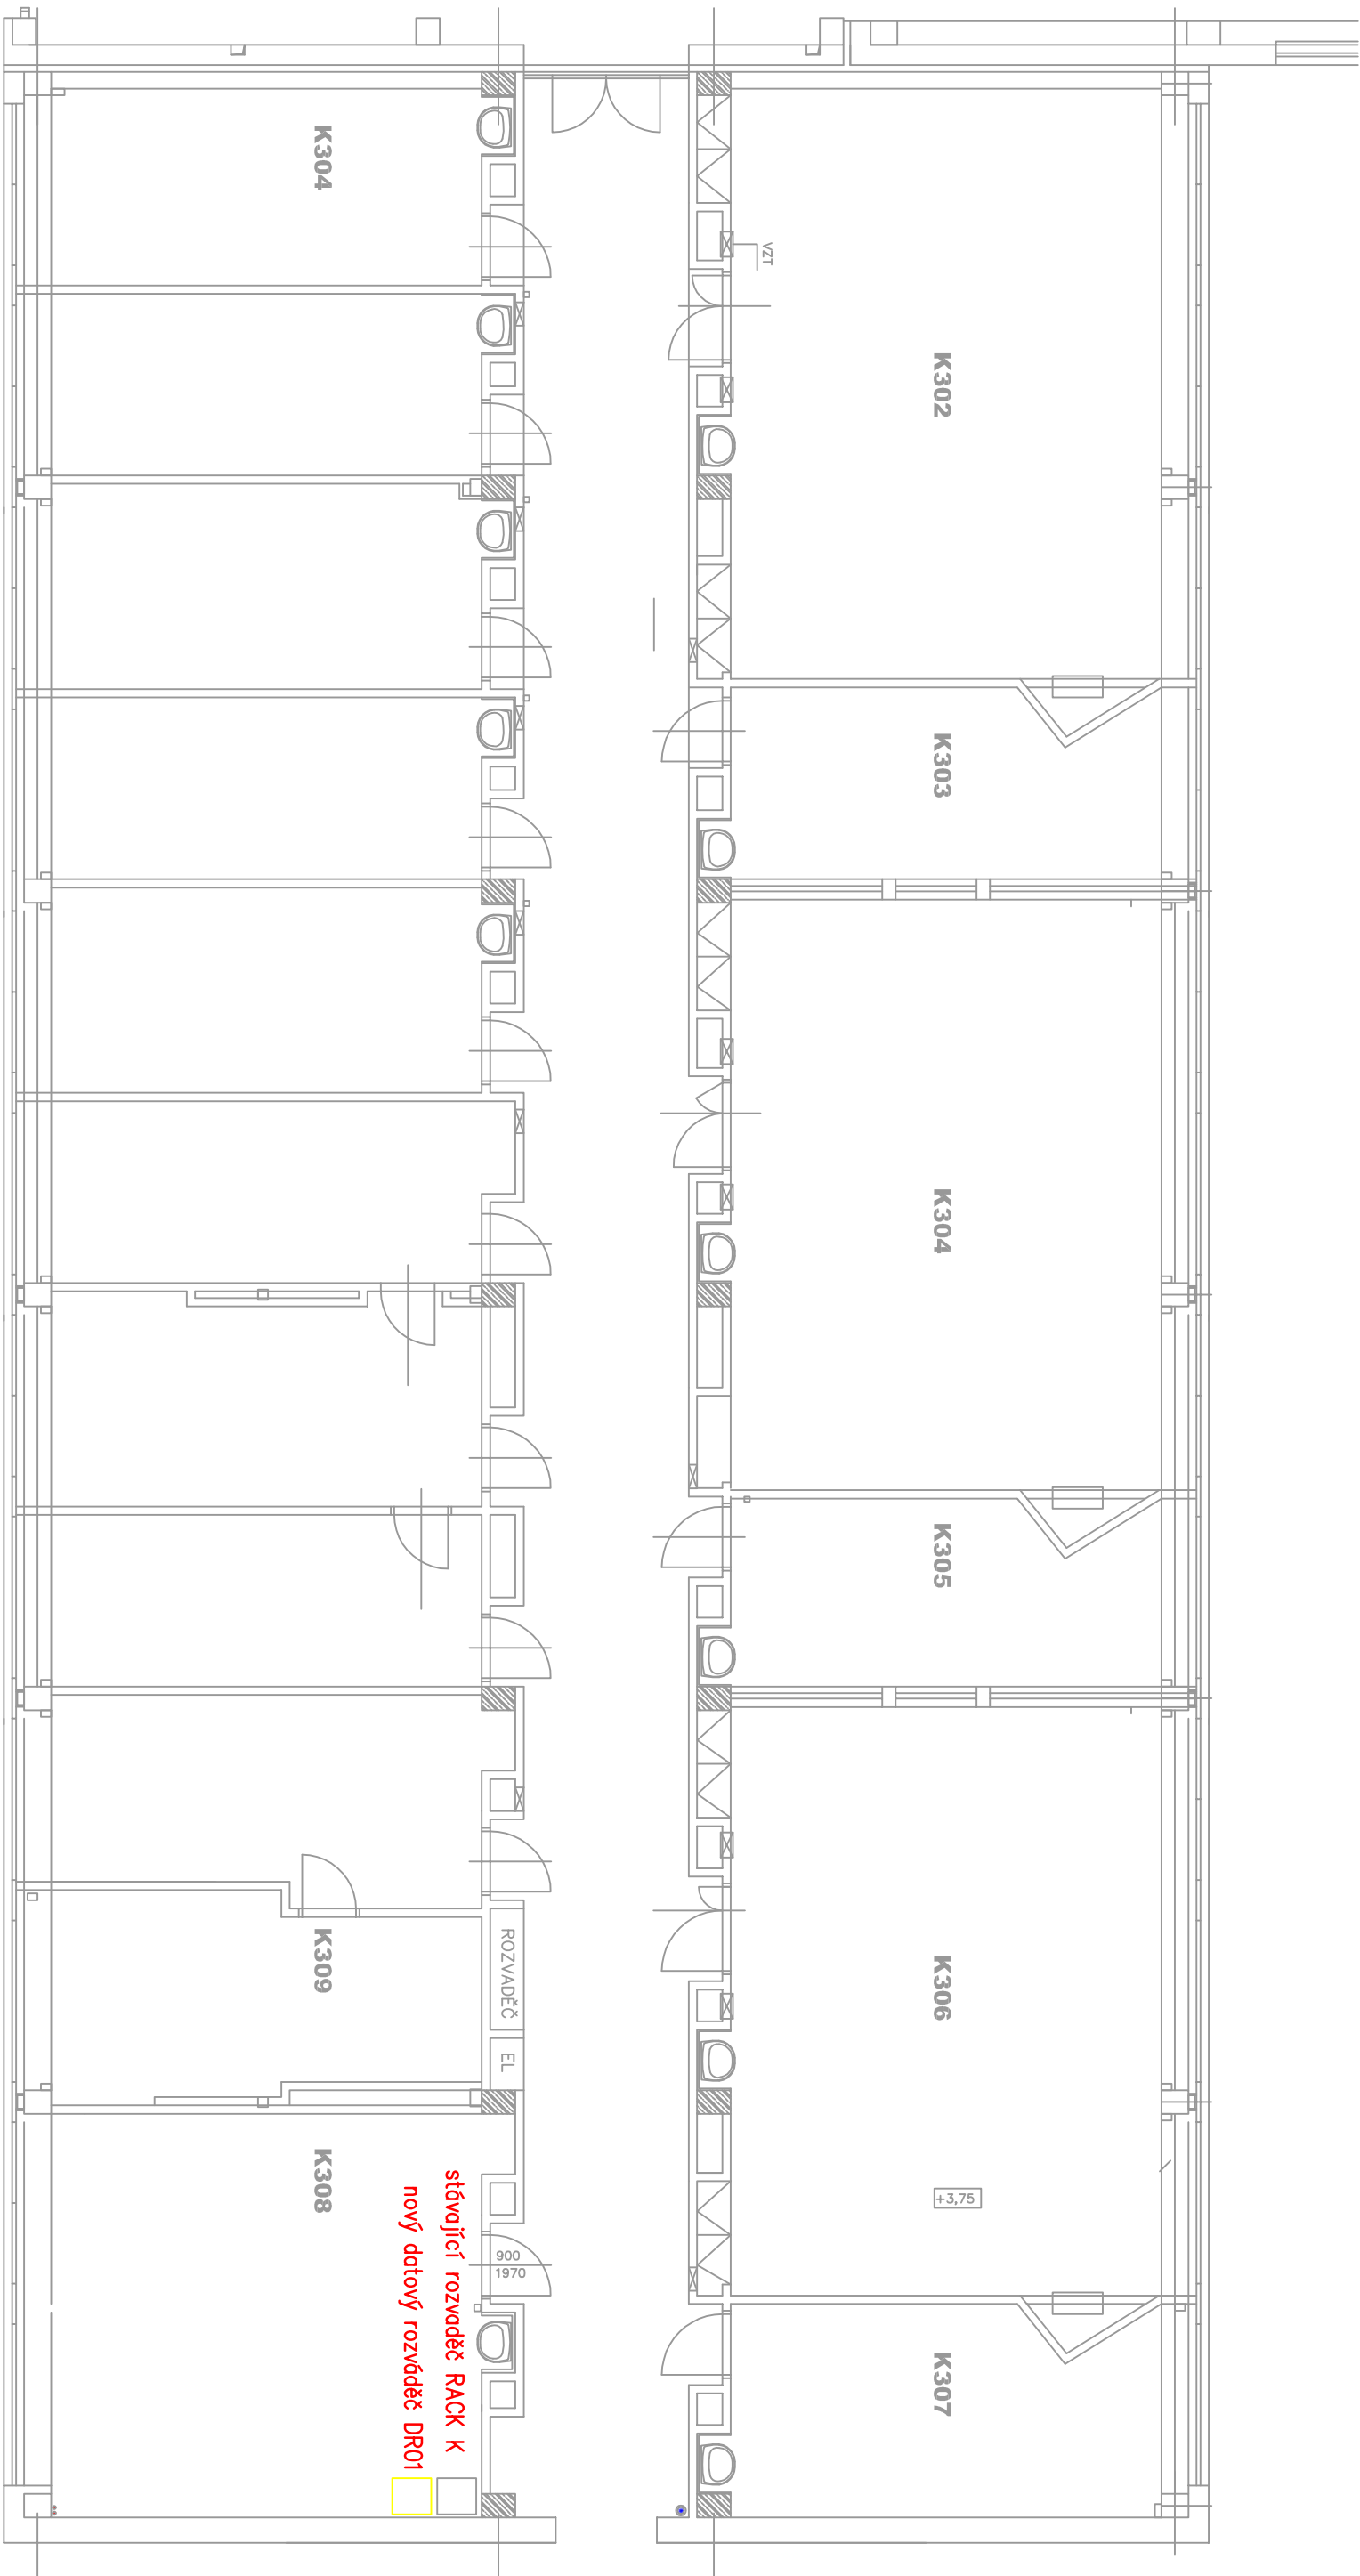 K304
VZT
K302
K303
K304
K305
K309
ROZVADĚČ
EL
K306
+3,75
K308
stávající rozvaděč RACK K
nový datový rozváděč DR01
900
1970
K307